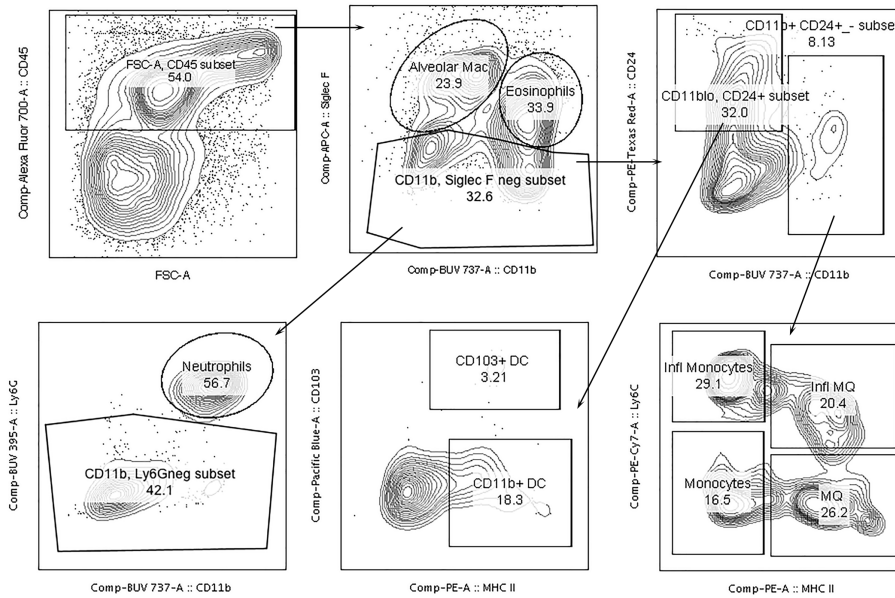 Comp-Alexa Fluor 700-A :: CD45
FSC-A, CD45 subset
54.0
FSC-A
Comp-APC-A :: Siglec F
Alveolar Mac
23.9
Eosinophils
33.9
CD11b, Siglec F neg subset
32.6
Comp-BUV 737-A :: CD11b
Comp-PE-Texas Red-A :: CD24
CD11b+ CD24+_- subse
8.13
CD11blo, CD24+ subset
32.0
Comp-BUV 737-A :: CD11b
Comp-BUV 395-A :: Ly6G
Neutrophils
56.7
CD11b, Ly6Gneg subset
42.1
Comp-BUV 737-A :: CD11b
Comp-Pacific Blue-A :: CD103
CD103+ DC
3.21
CD11b+ DC
18.3
Comp-PE-A :: MHC II
Comp-PE-Cy7-A :: Ly6C
Infl Monocytes
29.1
Infl MQ
20.4
Monocytes
16.5
MQ
26.2
Comp-PE-A :: MHC II